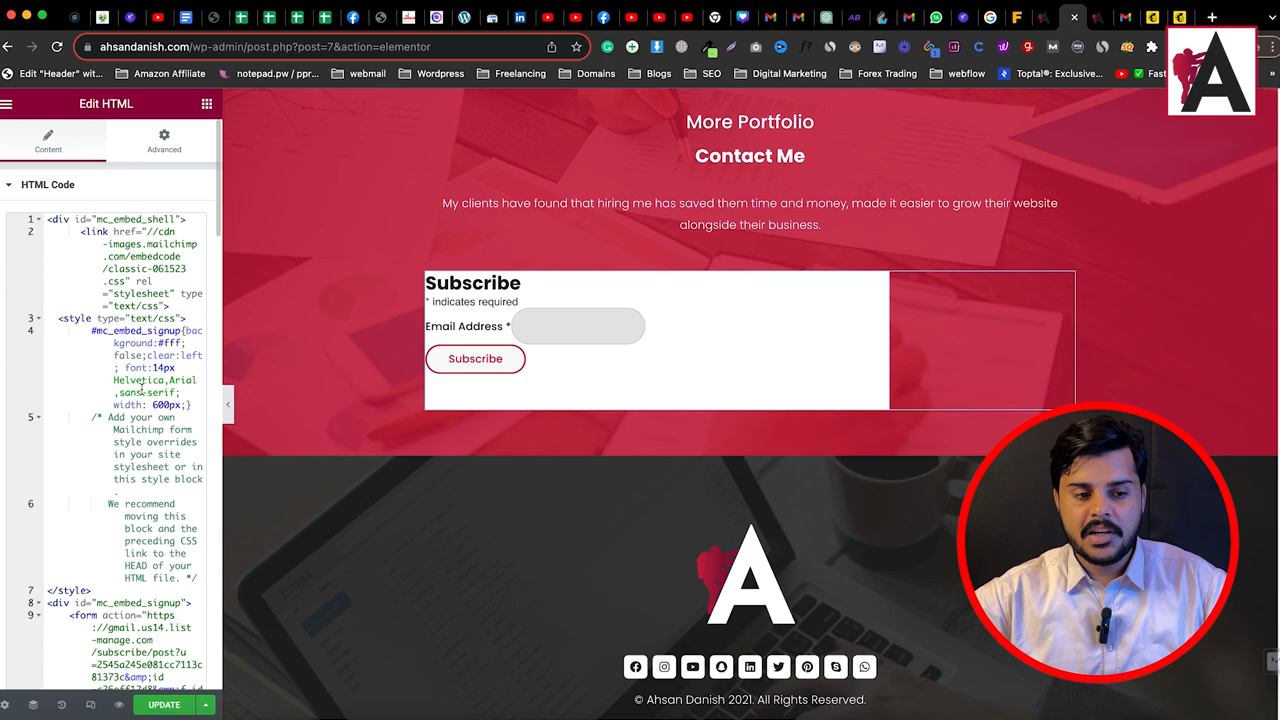 ahsandanish.com/wp-admin/post.php?post=7&action=elementor
Edit "Header" wit...
Amazon Affiliate
notepad.pw / ppr...
webmail
Wordpress
Freelancing
Domains
Blogs
SEO
Digital Marketing
Forex Trading
webflow
Toptal®: Exclusive...
Edit HTML
Content
Advanced
HTML Code
1 <div id="mc_embed_shell">
2 <link href="//cdn
-images.mailchimp
.com/embedcode
/classic-061523
.css" rel
="stylesheet" type
="text/css">
3 <style type="text/css">
4 #mc_embed_signup{bac
kground:#fff;
false;clear:left
; font:14px
Helvetica,Arial
,sans-serif;
width: 600px;}
5 /* Add your own
Mailchimp form
style overrides
in your site
stylesheet or in
this style block
.
6 We recommend
moving this
block and the
preceding CSS
link to the
HEAD of your
HTML file. */
7 </style>
8 <div id="mc_embed_signup">
9 <form action="https
://gmail.us14.list
-manage.com
/subscribe/post?u
=2545a245e081cc7113c
81373c&amp;id
UPDATE
More Portfolio
Contact Me
My clients have found that hiring me has saved them time and money, made it easier to grow their website
alongside their business.
Subscribe
* indicates required
Email Address *
Subscribe
A
© Ahsan Danish 2021. All Rights Reserved.
A